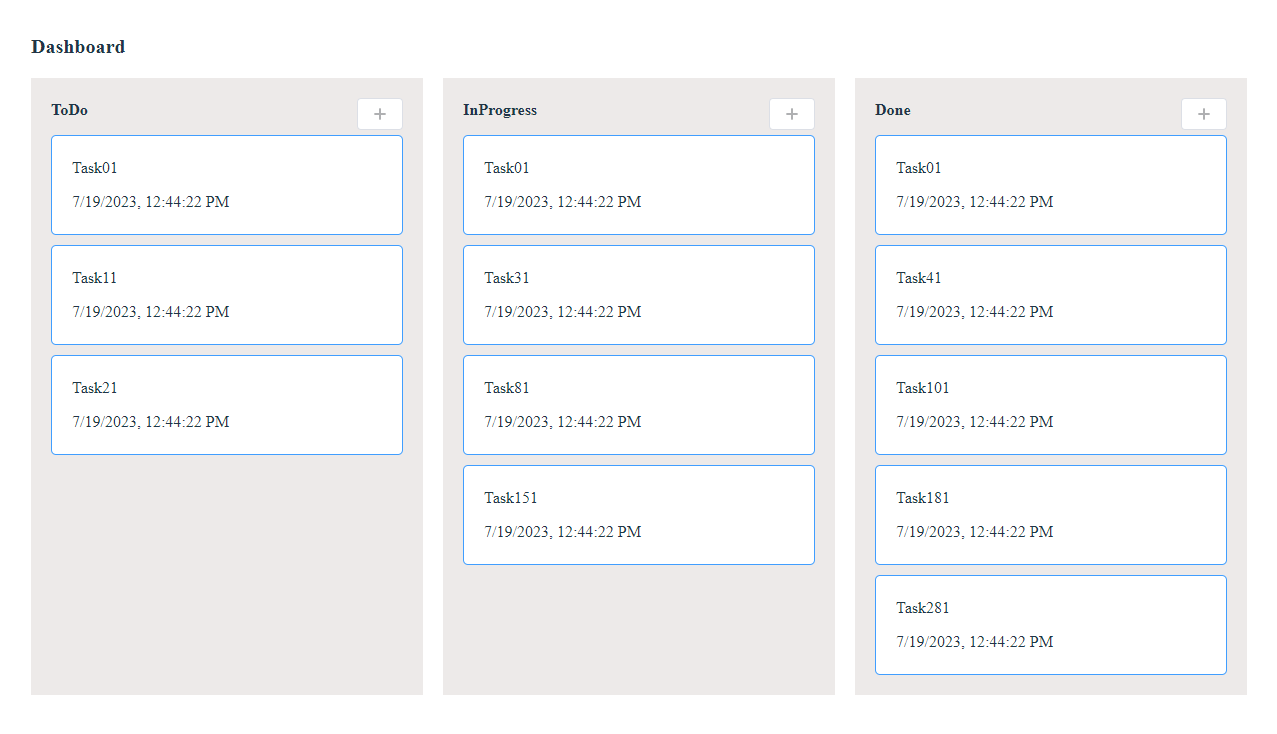 Dashboard
ToDo
+
Task01
7/19/2023, 12:44:22 PM
Task11
7/19/2023, 12:44:22 PM
Task21
7/19/2023, 12:44:22 PM
InProgress
+
Task01
7/19/2023, 12:44:22 PM
Task31
7/19/2023, 12:44:22 PM
Task81
7/19/2023, 12:44:22 PM
Task151
7/19/2023, 12:44:22 PM
Done
+
Task01
7/19/2023, 12:44:22 PM
Task41
7/19/2023, 12:44:22 PM
Task101
7/19/2023, 12:44:22 PM
Task181
7/19/2023, 12:44:22 PM
Task281
7/19/2023, 12:44:22 PM